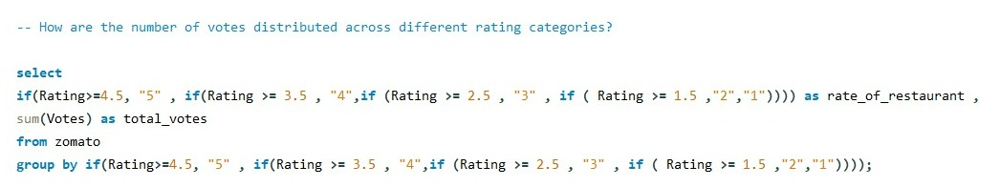 -- How are the number of votes distributed across different rating categories?
select
if(Rating>=4.5, "5" , if(Rating >= 3.5 , "4",if (Rating >= 2.5 , "3" , if ( Rating >= 1.5 ,"2","1")))) as rate_of_restaurant ,
sum(Votes) as total_votes
from zomato
group by if(Rating>=4.5, "5" , if(Rating >= 3.5 , "4",if (Rating >= 2.5 , "3" , if ( Rating >= 1.5 ,"2","1"))));